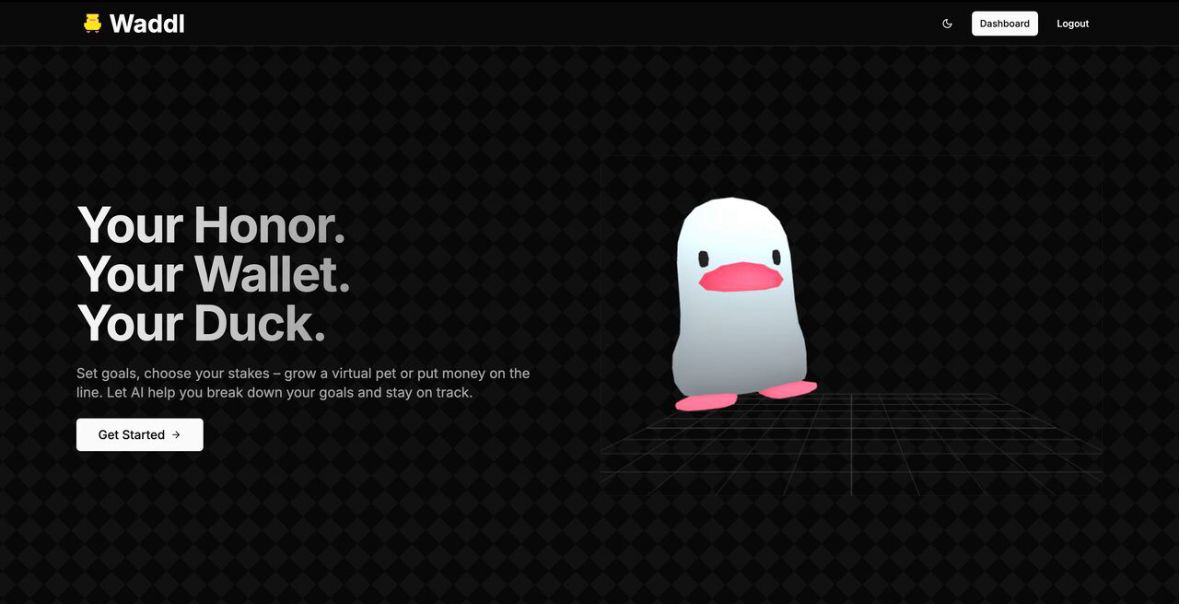 Waddl
Dashboard
Logout
Your Honor.
Your Wallet.
Your Duck.
Set goals, choose your stakes – grow a virtual pet or put money on the
line. Let AI help you break down your goals and stay on track.
Get Started →